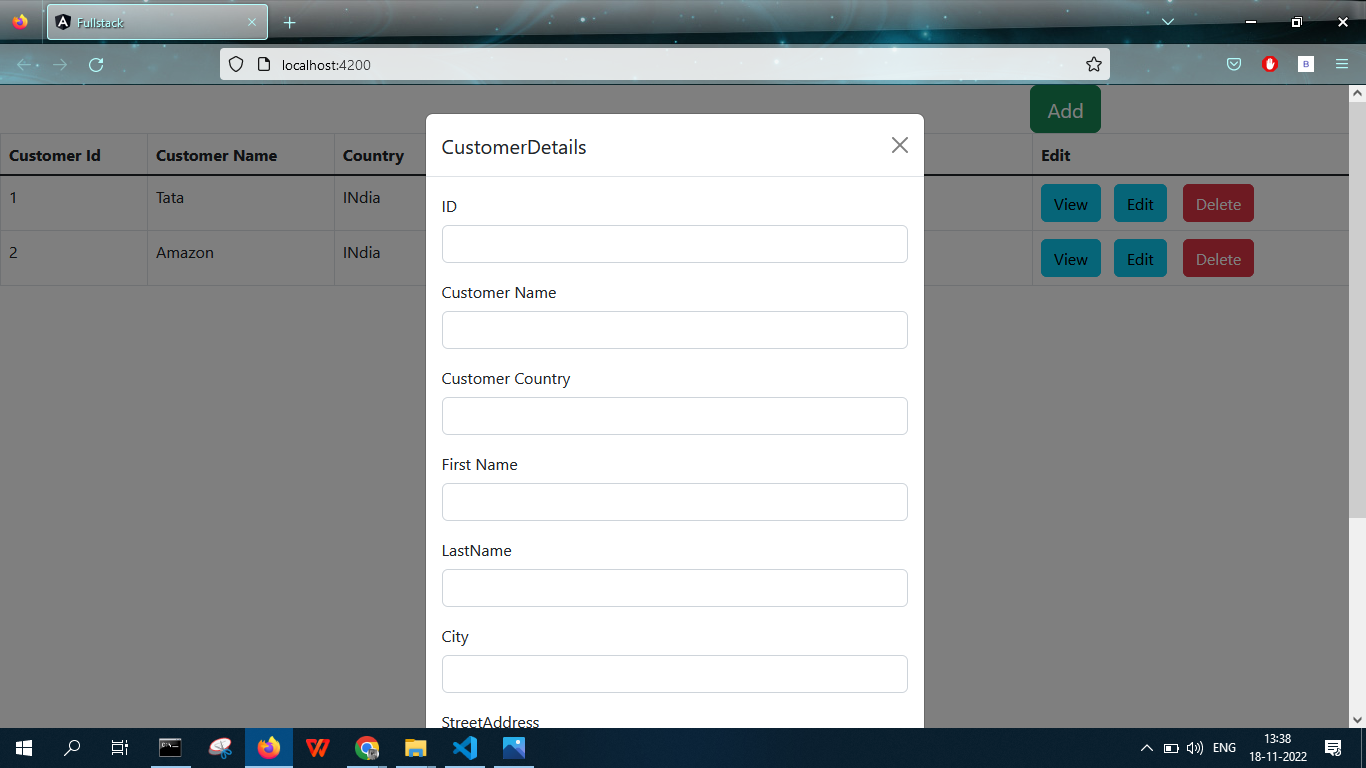 Fullstack
localhost:4200
B
Add
CustomerDetails
Customer Id Customer Name Country Edit
ID
1 Tata INdia View Edit Delete
2 Amazon INdia View Edit Delete
Customer Name
Customer Country
First Name
LastName
City
StreetAddress
13:38
ENG
18-11-2022